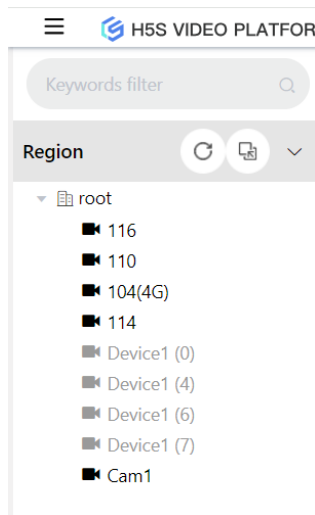 H5S VIDEO PLATFOR
Keywords filter
Region
root
116
110
104(4G)
114
Device1 (0)
Device1 (4)
Device1 (6)
Device1 (7)
Cam1